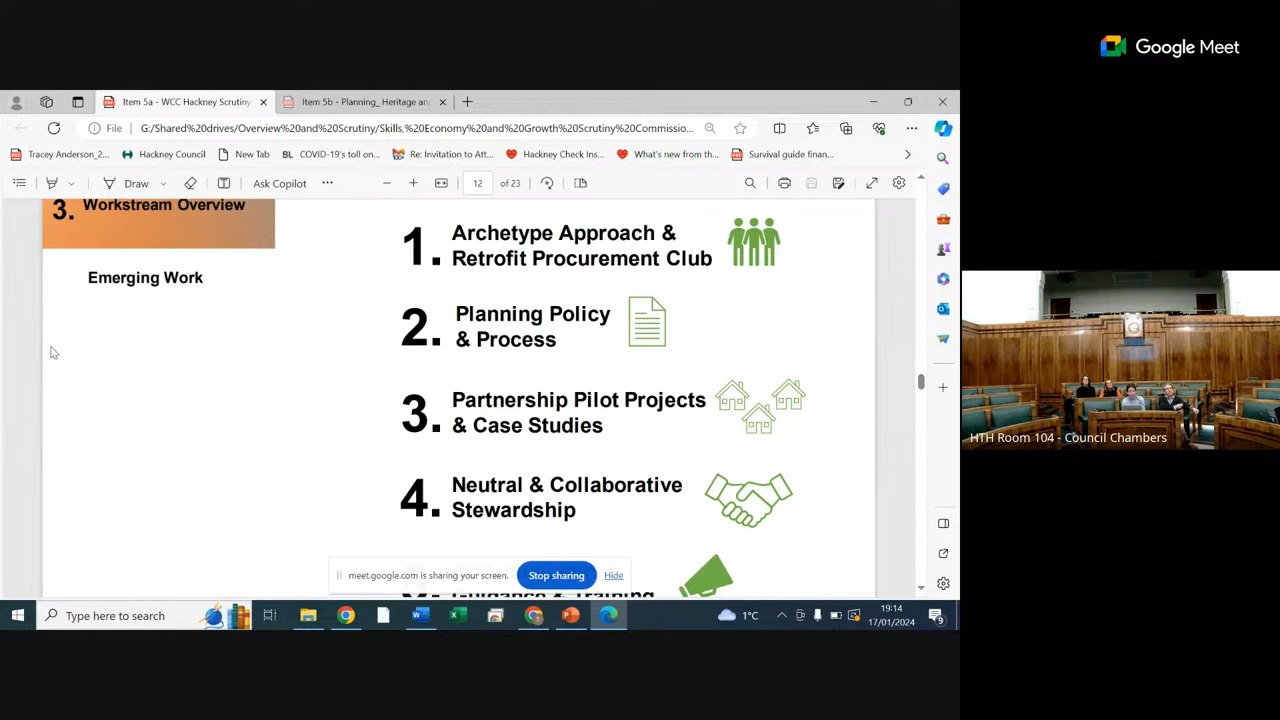 Google Meet
Item 5a - WCC Hackney Scrutiny
Item 5b - Planning_ Heritage an
File
G:/Shared%20drives/Overview%20and%20Scrutiny/Skills,%20Economy%20and%20Growth%20Scrutiny%20Commissio...
Tracey Anderson_2...
Hackney Council
New Tab
BL COVID-19's toll on...
Re: Invitation to Att...
Hackney Check Ins...
What's new from th...
Survival guide finan...
Draw
Ask Copilot
12 of 23
3. Workstream Overview
Emerging Work
1. Archetype Approach &
Retrofit Procurement Club
2. Planning Policy
& Process
3. Partnership Pilot Projects
& Case Studies
4. Neutral & Collaborative
Stewardship
Guidance & Training
meet.google.com is sharing your screen.
Stop sharing
Hide
HTH Room 104 - Council Chambers
Type here to search
1°C
19:14
17/01/2024
9